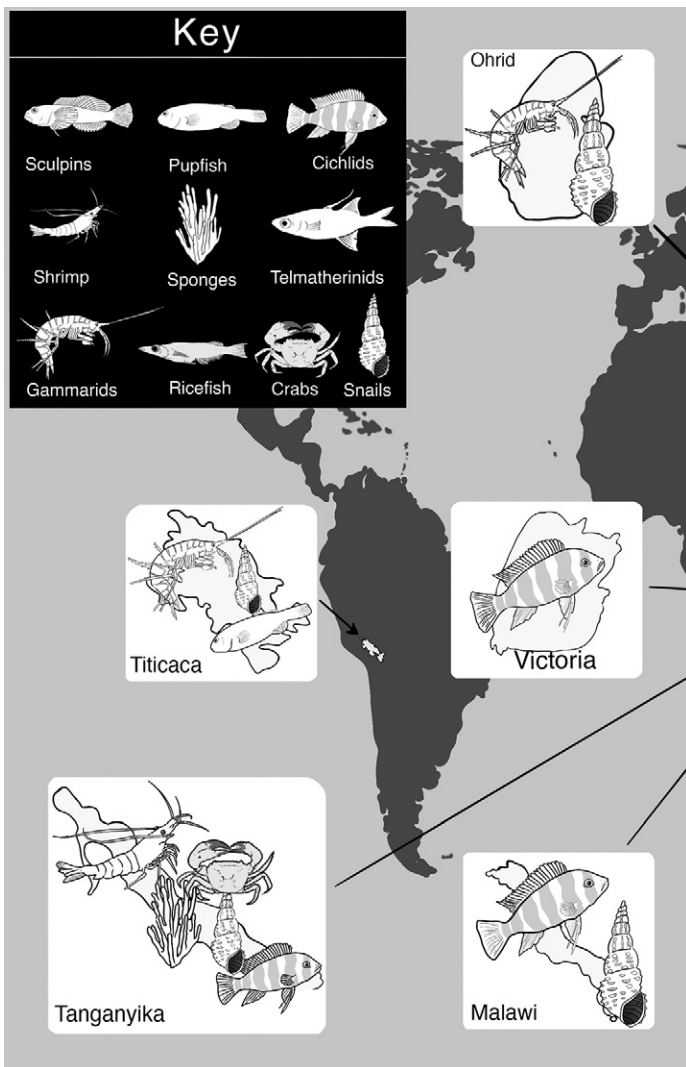 Key
Sculpins Pupfish Cichlids
Shrimp Sponges Telmatherinids
Gammarids Ricefish Crabs Snails
Ohrid
Titicaca
Victoria
Tanganyika
Malawi